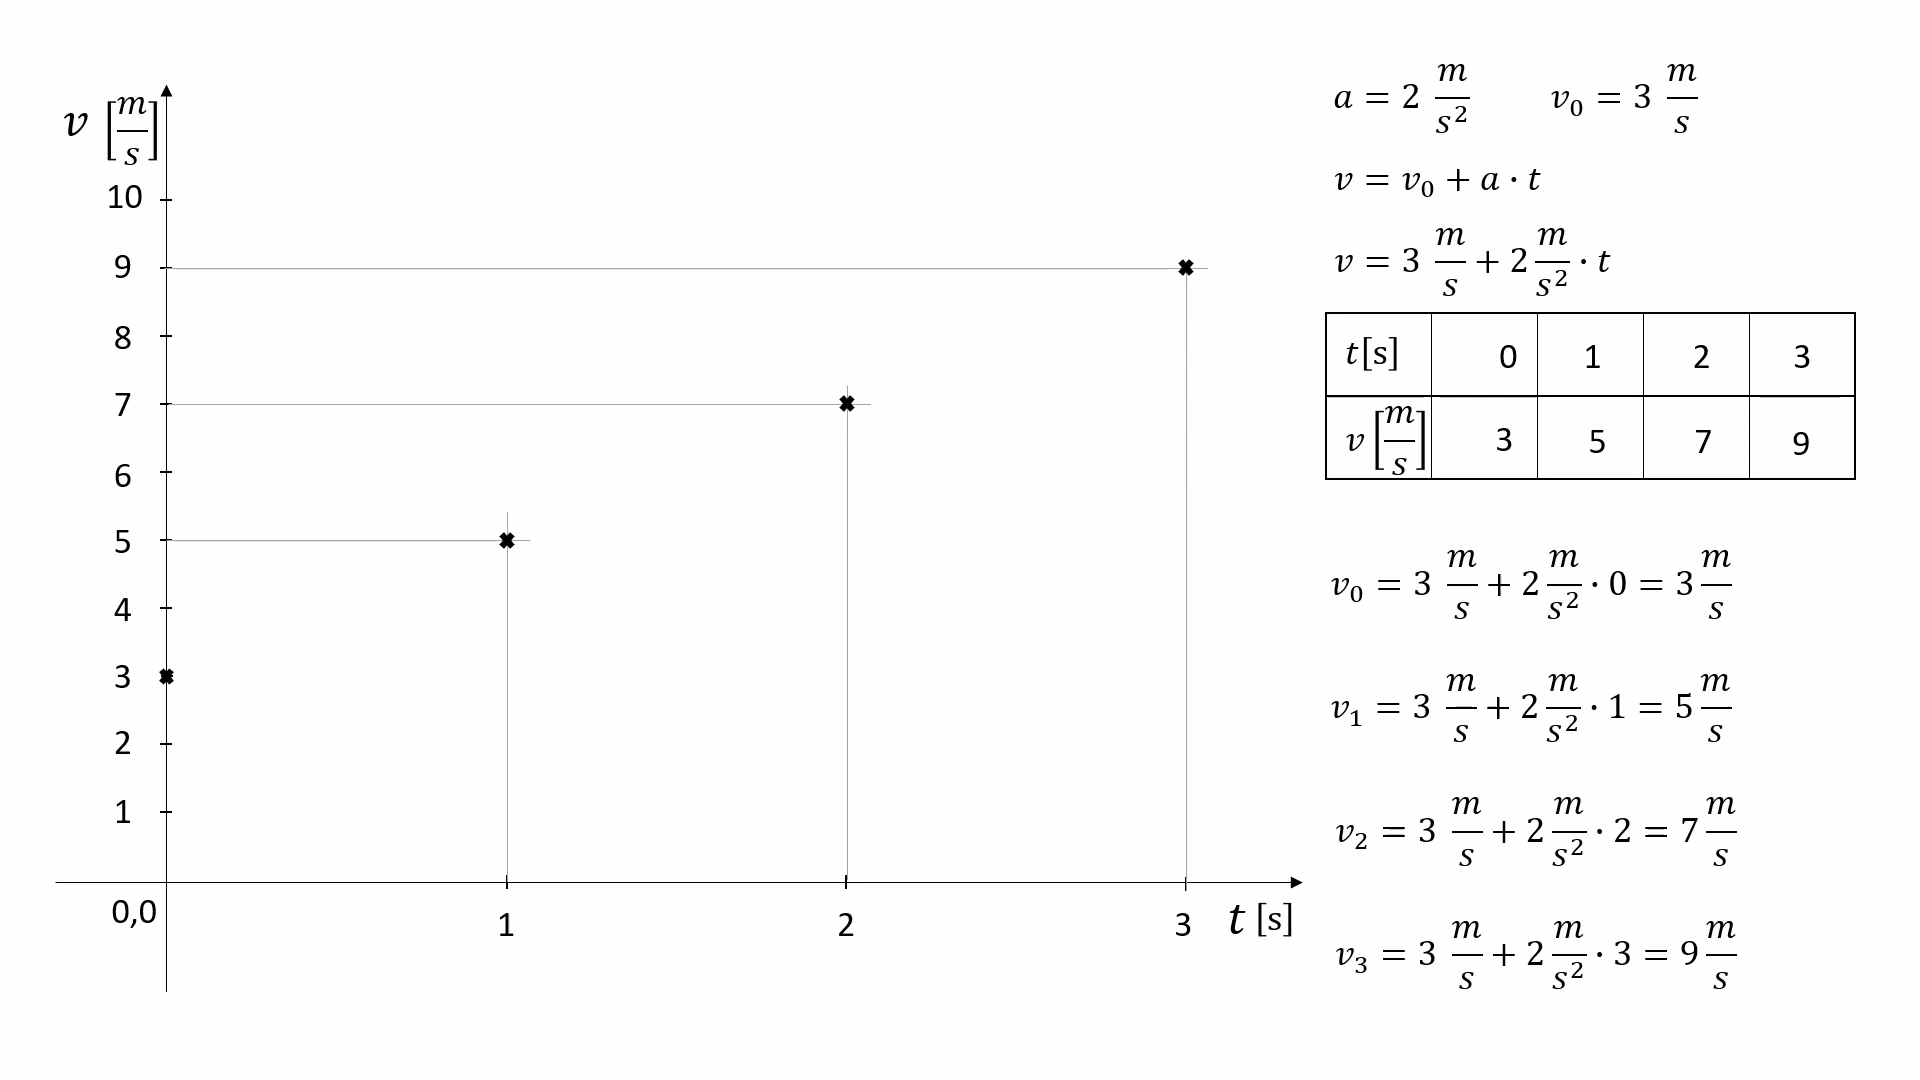 v [m/s]
10
9
8
7
6
5
4
3
2
1
0,0
1 2 3 t [s]
a = 2 m/s² v₀ = 3 m/s
v = v₀ + a · t
v = 3 m/s + 2 m/s² · t
t[s] 0 1 2 3
v [m/s] 3 5 7 9
v₀ = 3 m/s + 2 m/s² · 0 = 3 m/s
v₁ = 3 m/s + 2 m/s² · 1 = 5 m/s
v₂ = 3 m/s + 2 m/s² · 2 = 7 m/s
v₃ = 3 m/s + 2 m/s² · 3 = 9 m/s